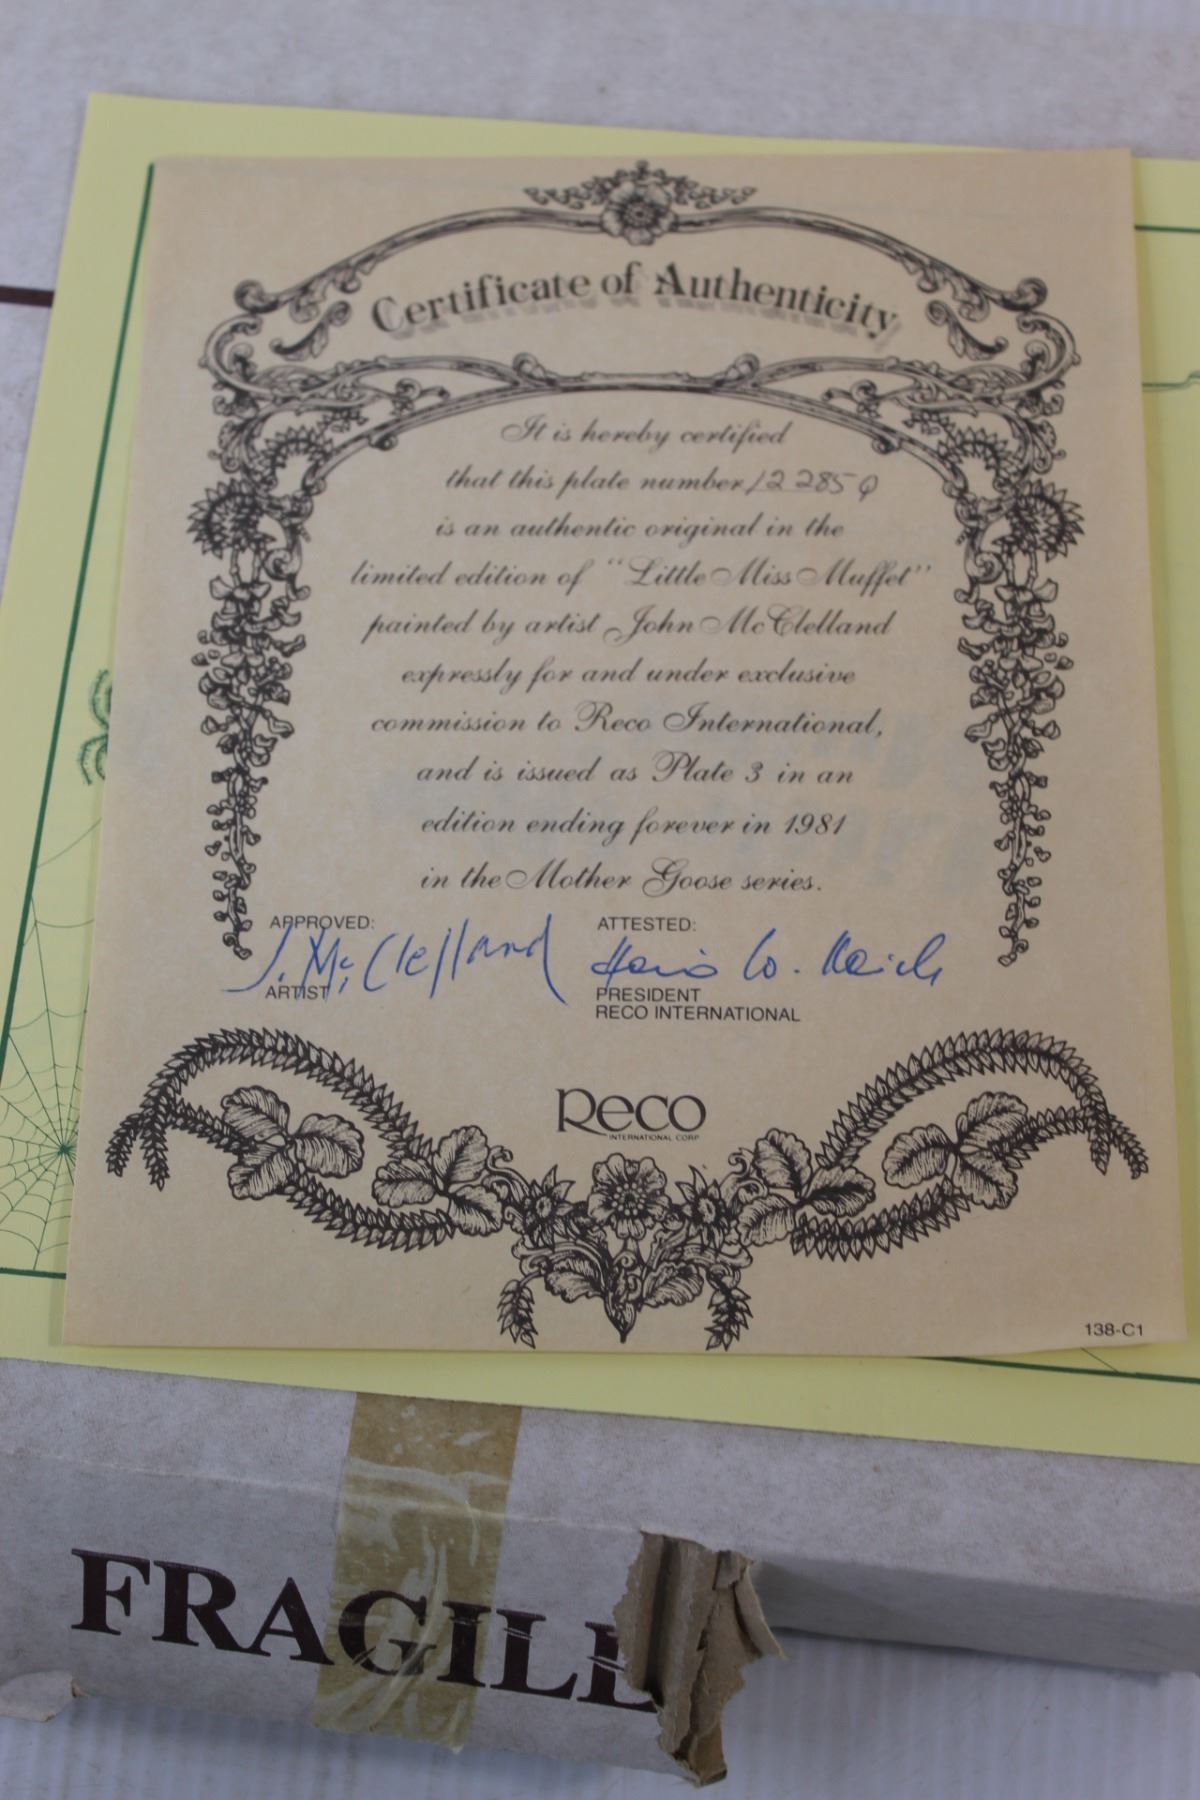 Certificate of Authenticity
It is hereby certified
that this plate number 12285Q
is an authentic original in the
limited edition of "Little Miss Muffet"
painted by artist John McClelland
expressly for and under exclusive
commission to Reco International,
and is issued as Plate 3 in an
edition ending forever in 1981
in the Mother Goose series.
APPROVED:
J. McClelland
ARTIST
ATTESTED:
PRESIDENT
RECO INTERNATIONAL
Reco
INTERNATIONAL CORP
138-C1
FRAGIL